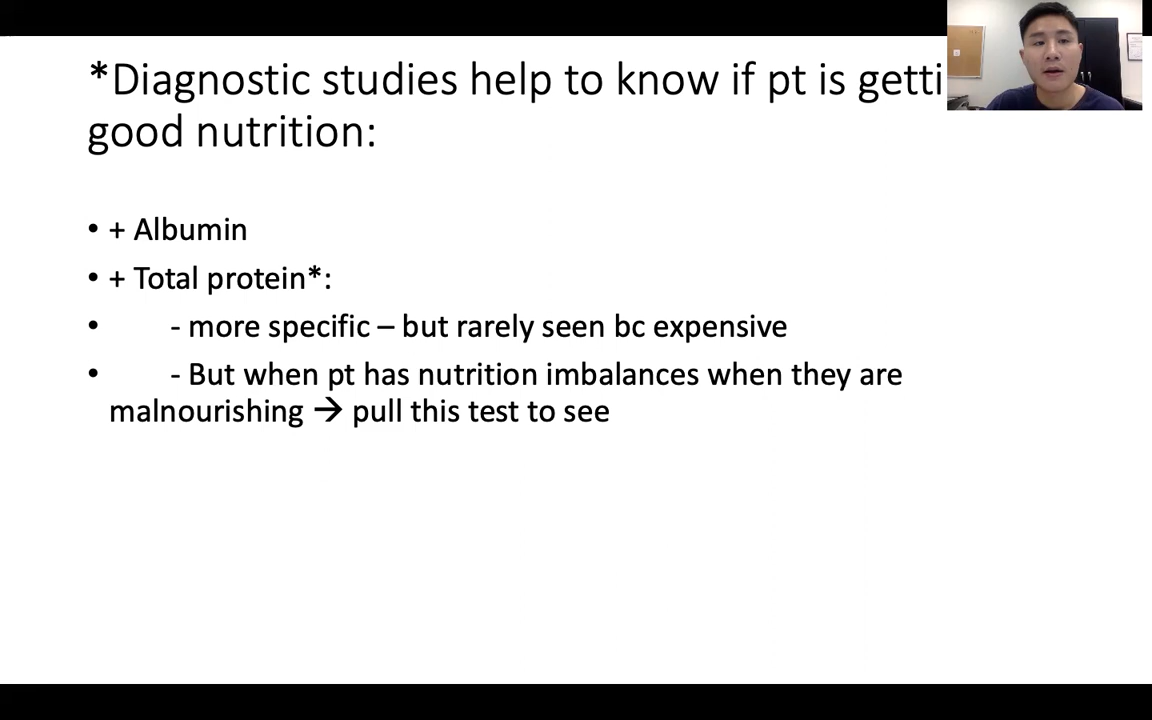 *Diagnostic studies help to know if pt is getti
good nutrition:
• + Albumin
• + Total protein*:
• - more specific – but rarely seen bc expensive
• - But when pt has nutrition imbalances when they are
malnourishing → pull this test to see